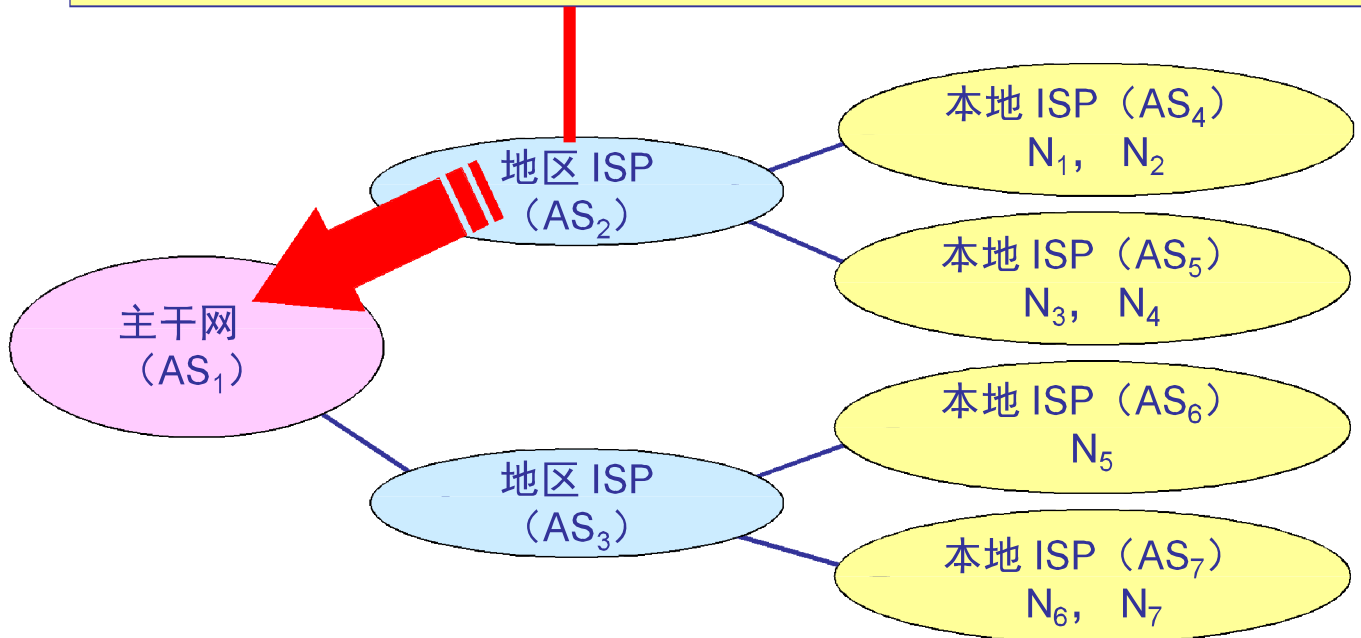 本地 ISP（AS₄）
N₁， N₂
地区 ISP
（AS₂）
本地 ISP（AS₅）
N₃， N₄
主干网
（AS₁）
本地 ISP（AS₆）
N₅
地区 ISP
（AS₃）
本地 ISP（AS₇）
N₆， N₇